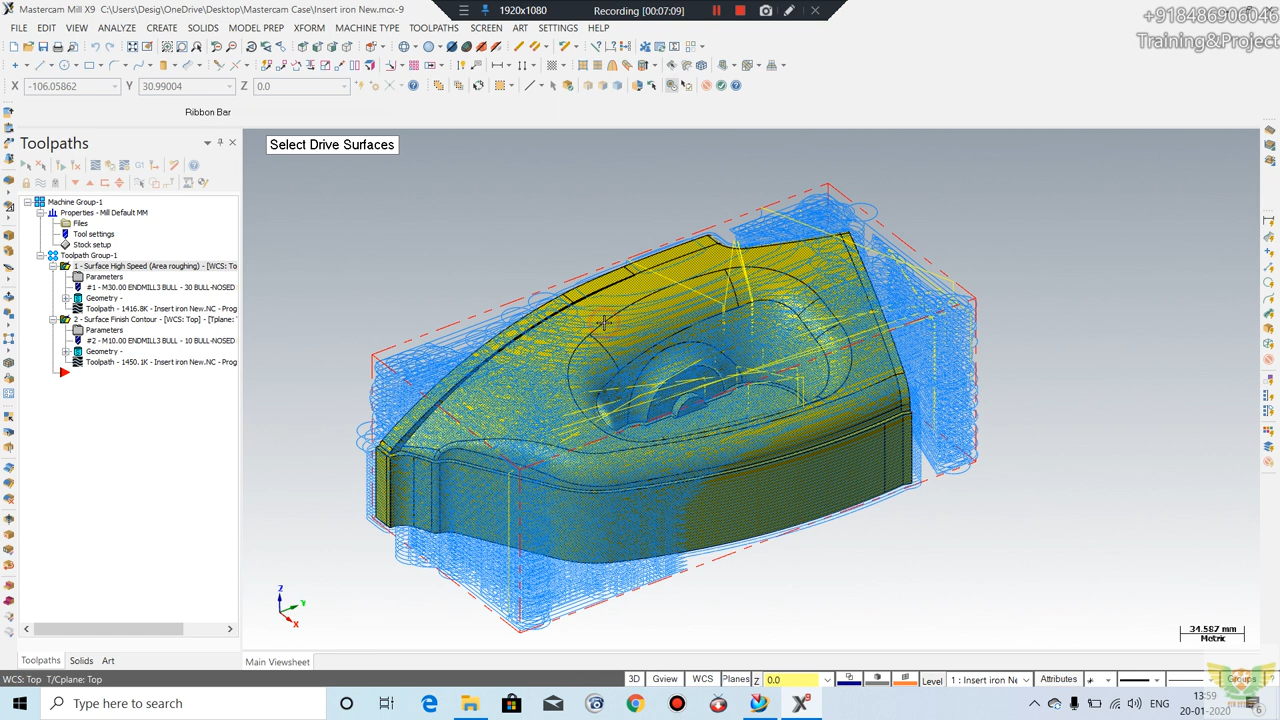 Mastercam Mill X9 - C:\Users\Desig\OneDrive\Desktop\Mastercam Case\Insert iron New.mcx-9
1920x1080
Recording [00:07:09]
+918486906046
Training&Project
FILE EDIT VIEW ANALYZE CREATE SOLIDS MODEL PREP XFORM MACHINE TYPE TOOLPATHS SCREEN ART SETTINGS HELP
X -106.05862 Y 30.99004 Z 0.0
Ribbon Bar
Toolpaths
Select Drive Surfaces
Machine Group-1
Properties - Mill Default MM
Files
Tool settings
Stock setup
Toolpath Group-1
1 - Surface High Speed (Area roughing) - [WCS: To
Parameters
#1 - M30.00 ENDMILL3 BULL - 30 BULL-NOSED
Geometry -
Toolpath - 1416.8K - Insert iron New.NC - Prog
2 - Surface Finish Contour - [WCS: Top] - [Tplane:
Parameters
#2 - M10.00 ENDMILL3 BULL - 10 BULL-NOSED
Geometry -
Toolpath - 1450.1K - Insert iron New.NC - Prog
Z
Y
X
34.587 mm
Metric
Toolpaths Solids Art
Main Viewsheet
WCS: Top T/Cplane: Top
3D Gview WCS Planes Z 0.0 Level 1 : Insert iron Ne Attributes Groups ?
Type here to search
ENG
13:59
20-01-2020
6